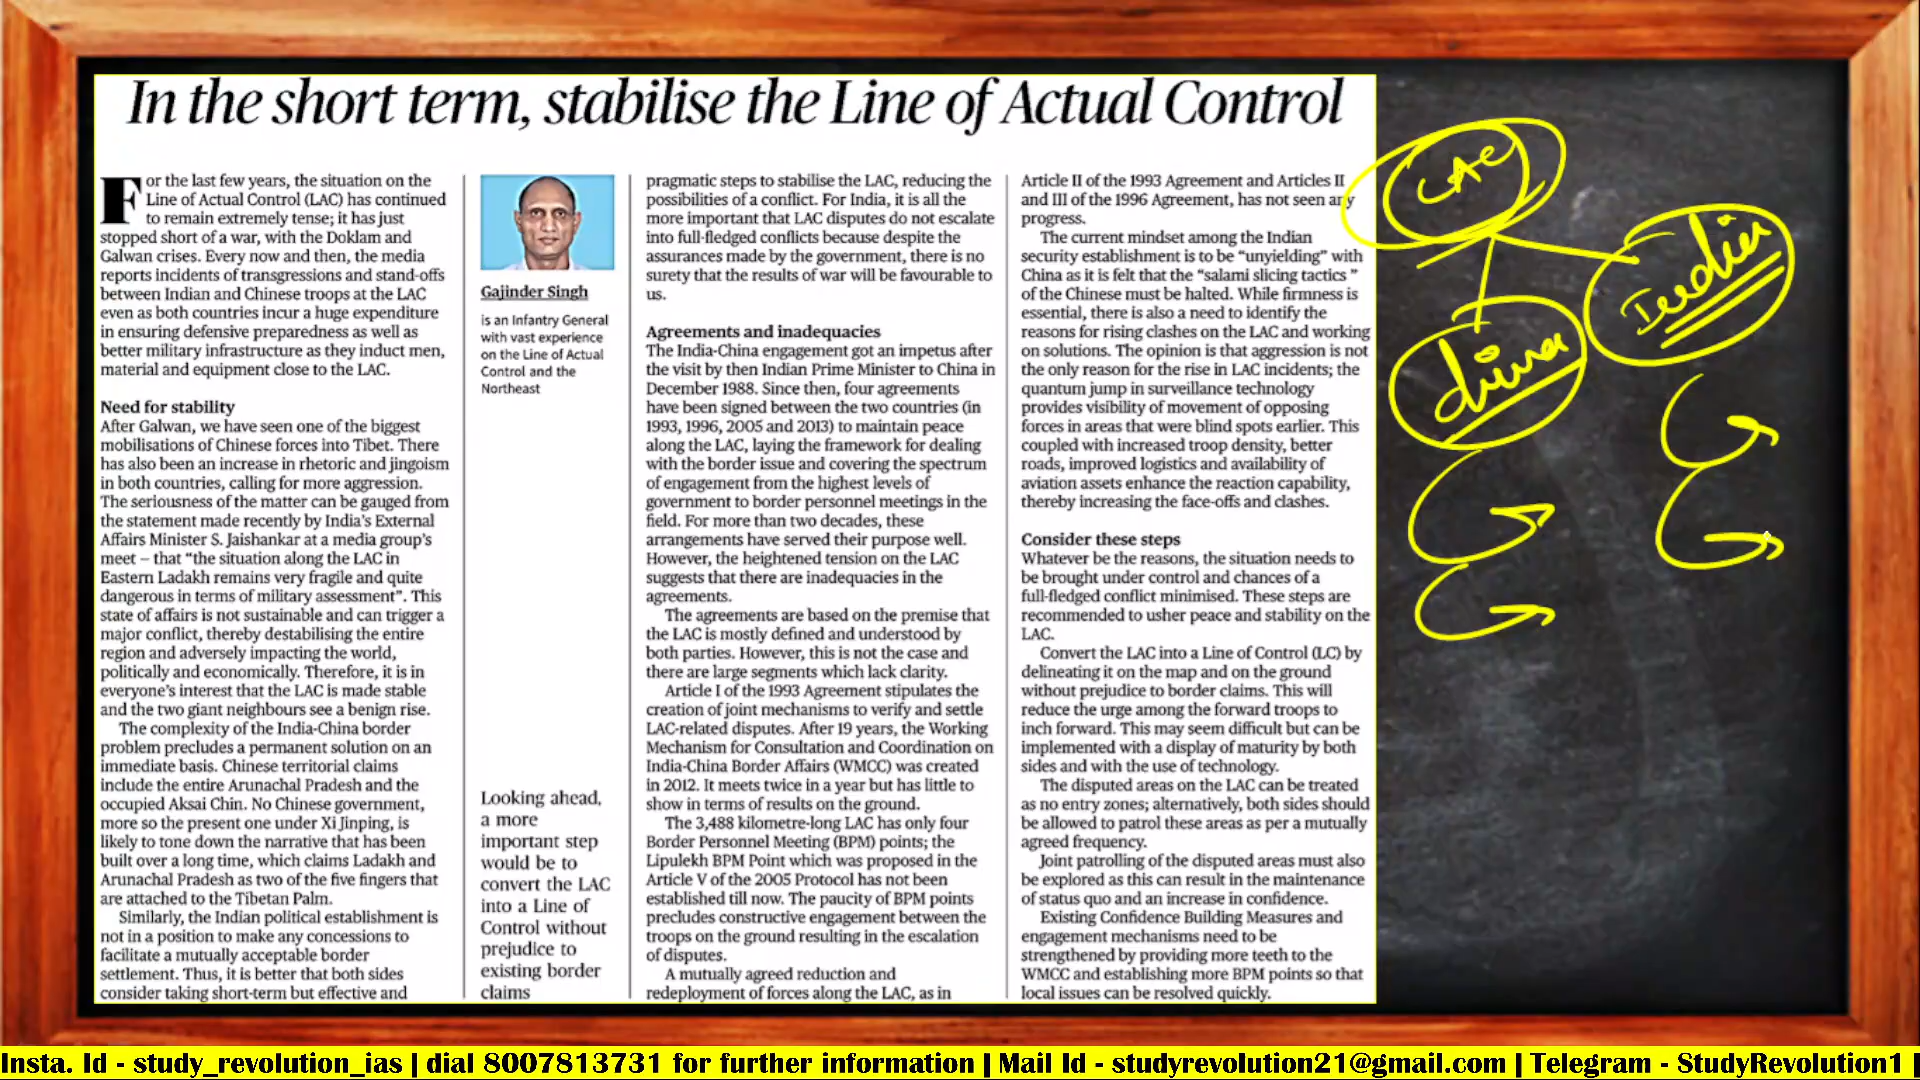 In the short term, stabilise the Line of Actual Control
For the last few years, the situation on the
Line of Actual Control (LAC) has continued
to remain extremely tense; it has just
stopped short of a war, with the Doklam and
Galwan crises. Every now and then, the media
reports incidents of transgressions and stand-offs
between Indian and Chinese troops at the LAC
even as both countries incur a huge expenditure
in ensuring defensive preparedness as well as
better military infrastructure as they induct men,
material and equipment close to the LAC.
Need for stability
After Galwan, we have seen one of the biggest
mobilisations of Chinese forces into Tibet. There
has also been an increase in rhetoric and jingoism
in both countries, calling for more aggression.
The seriousness of the matter can be gauged from
the statement made recently by India's External
Affairs Minister S. Jaishankar at a media group's
meet – that "the situation along the LAC in
Eastern Ladakh remains very fragile and quite
dangerous in terms of military assessment". This
state of affairs is not sustainable and can trigger a
major conflict, thereby destabilising the entire
region and adversely impacting the world,
politically and economically. Therefore, it is in
everyone's interest that the LAC is made stable
and the two giant neighbours see a benign rise.
The complexity of the India-China border
problem precludes a permanent solution on an
immediate basis. Chinese territorial claims
include the entire Arunachal Pradesh and the
occupied Aksai Chin. No Chinese government,
more so the present one under Xi Jinping, is
likely to tone down the narrative that has been
built over a long time, which claims Ladakh and
Arunachal Pradesh as two of the five fingers that
are attached to the Tibetan Palm.
Similarly, the Indian political establishment is
not in a position to make any concessions to
facilitate a mutually acceptable border
settlement. Thus, it is better that both sides
consider taking short-term but effective and
Gajinder Singh
is an Infantry General
with vast experience
on the Line of Actual
Control and the
Northeast
Looking ahead,
a more
important step
would be to
convert the LAC
into a Line of
Control without
prejudice to
existing border
claims
pragmatic steps to stabilise the LAC, reducing the
possibilities of a conflict. For India, it is all the
more important that LAC disputes do not escalate
into full-fledged conflicts because despite the
assurances made by the government, there is no
surety that the results of war will be favourable to
us.
Agreements and inadequacies
The India-China engagement got an impetus after
the visit by then Indian Prime Minister to China in
December 1988. Since then, four agreements
have been signed between the two countries (in
1993, 1996, 2005 and 2013) to maintain peace
along the LAC, laying the framework for dealing
with the border issue and covering the spectrum
of engagement from the highest levels of
government to border personnel meetings in the
field. For more than two decades, these
arrangements have served their purpose well.
However, the heightened tension on the LAC
suggests that there are inadequacies in the
agreements.
The agreements are based on the premise that
the LAC is mostly defined and understood by
both parties. However, this is not the case and
there are large segments which lack clarity.
Article I of the 1993 Agreement stipulates the
creation of joint mechanisms to verify and settle
LAC-related disputes. After 19 years, the Working
Mechanism for Consultation and Coordination on
India-China Border Affairs (WMCC) was created
in 2012. It meets twice in a year but has little to
show in terms of results on the ground.
The 3,488 kilometre-long LAC has only four
Border Personnel Meeting (BPM) points; the
Lipulekh BPM Point which was proposed in the
Article V of the 2005 Protocol has not been
established till now. The paucity of BPM points
precludes constructive engagement between the
troops on the ground resulting in the escalation
of disputes.
A mutually agreed reduction and
redeployment of forces along the LAC, as in
Article II of the 1993 Agreement and Articles II
and III of the 1996 Agreement, has not seen any
progress.
The current mindset among the Indian
security establishment is to be "unyielding" with
China as it is felt that the "salami slicing tactics "
of the Chinese must be halted. While firmness is
essential, there is also a need to identify the
reasons for rising clashes on the LAC and working
on solutions. The opinion is that aggression is not
the only reason for the rise in LAC incidents; the
quantum jump in surveillance technology
provides visibility of movement of opposing
forces in areas that were blind spots earlier. This
coupled with increased troop density, better
roads, improved logistics and availability of
aviation assets enhance the reaction capability,
thereby increasing the face-offs and clashes.
Consider these steps
Whatever be the reasons, the situation needs to
be brought under control and chances of a
full-fledged conflict minimised. These steps are
recommended to usher peace and stability on the
LAC.
Convert the LAC into a Line of Control (LC) by
delineating it on the map and on the ground
without prejudice to border claims. This will
reduce the urge among the forward troops to
inch forward. This may seem difficult but can be
implemented with a display of maturity by both
sides and with the use of technology.
The disputed areas on the LAC can be treated
as no entry zones; alternatively, both sides should
be allowed to patrol these areas as per a mutually
agreed frequency.
Joint patrolling of the disputed areas must also
be explored as this can result in the maintenance
of status quo and an increase in confidence.
Existing Confidence Building Measures and
engagement mechanisms need to be
strengthened by providing more teeth to the
WMCC and establishing more BPM points so that
local issues can be resolved quickly.
LAC
India
China
Insta. Id - study_revolution_ias | dial 8007813731 for further information | Mail Id - studyrevolution21@gmail.com | Telegram - StudyRevolution1 |